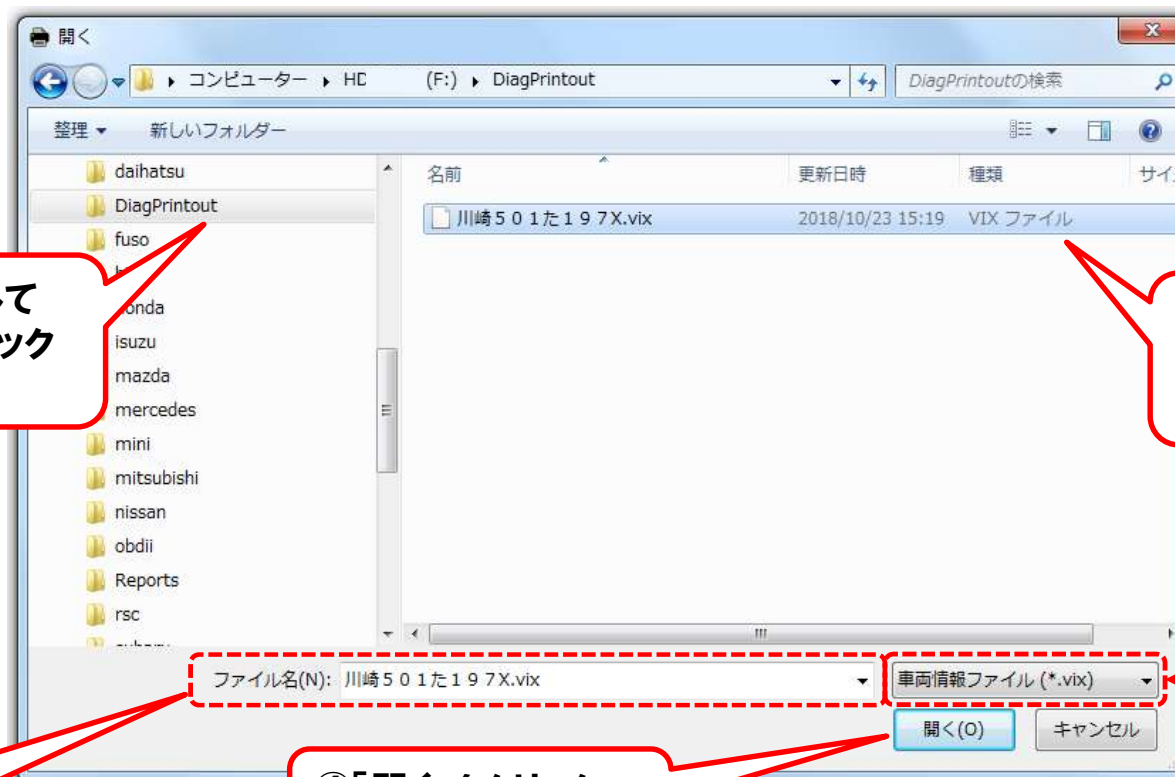 開く
コンピューター ▸ HD (F:) ▸ DiagPrintout
DiagPrintoutの検索
整理 ▼ 新しいフォルダー
daihatsu
DiagPrintout
fuso
isuzu
mazda
mercedes
mini
mitsubishi
nissan
obdii
Reports
rsc
名前 更新日時 種類 サイ
川崎501た197X.vix 2018/10/23 15:19 VIX ファイル
して
ック
ファイル名(N): 川崎501た197X.vix 車両情報ファイル (*.vix)
開く(O) キャンセル